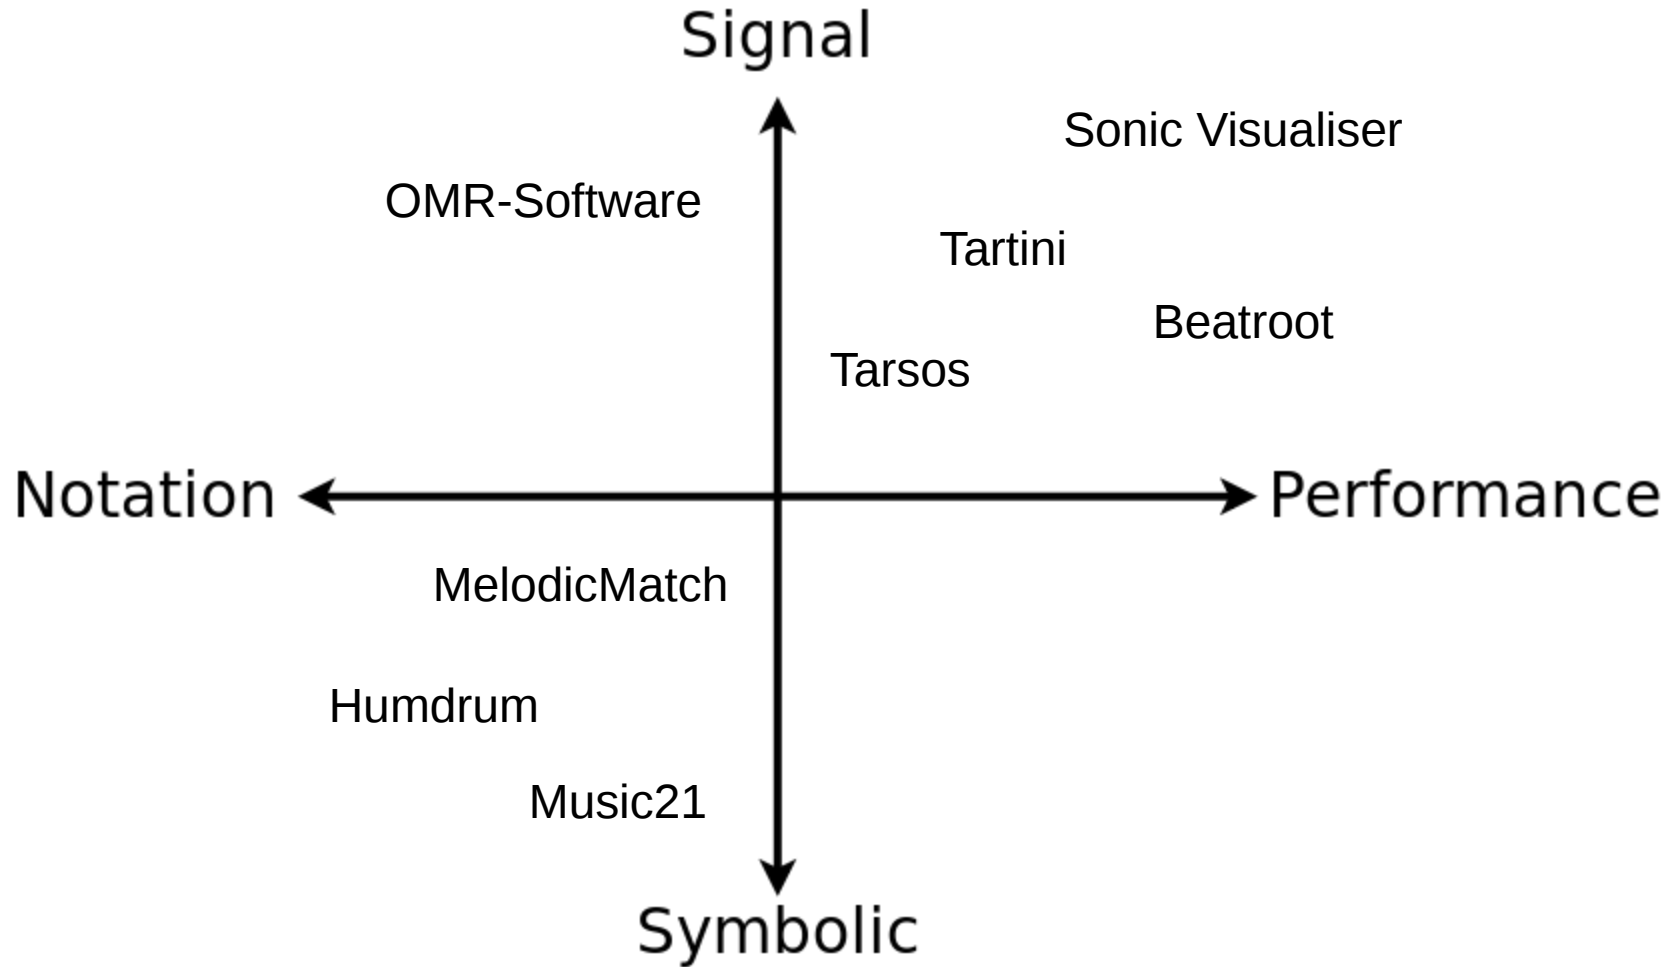 Signal
Sonic Visualiser
OMR-Software
Tartini
Beatroot
Tarsos
Notation
Performance
MelodicMatch
Humdrum
Music21
Symbolic